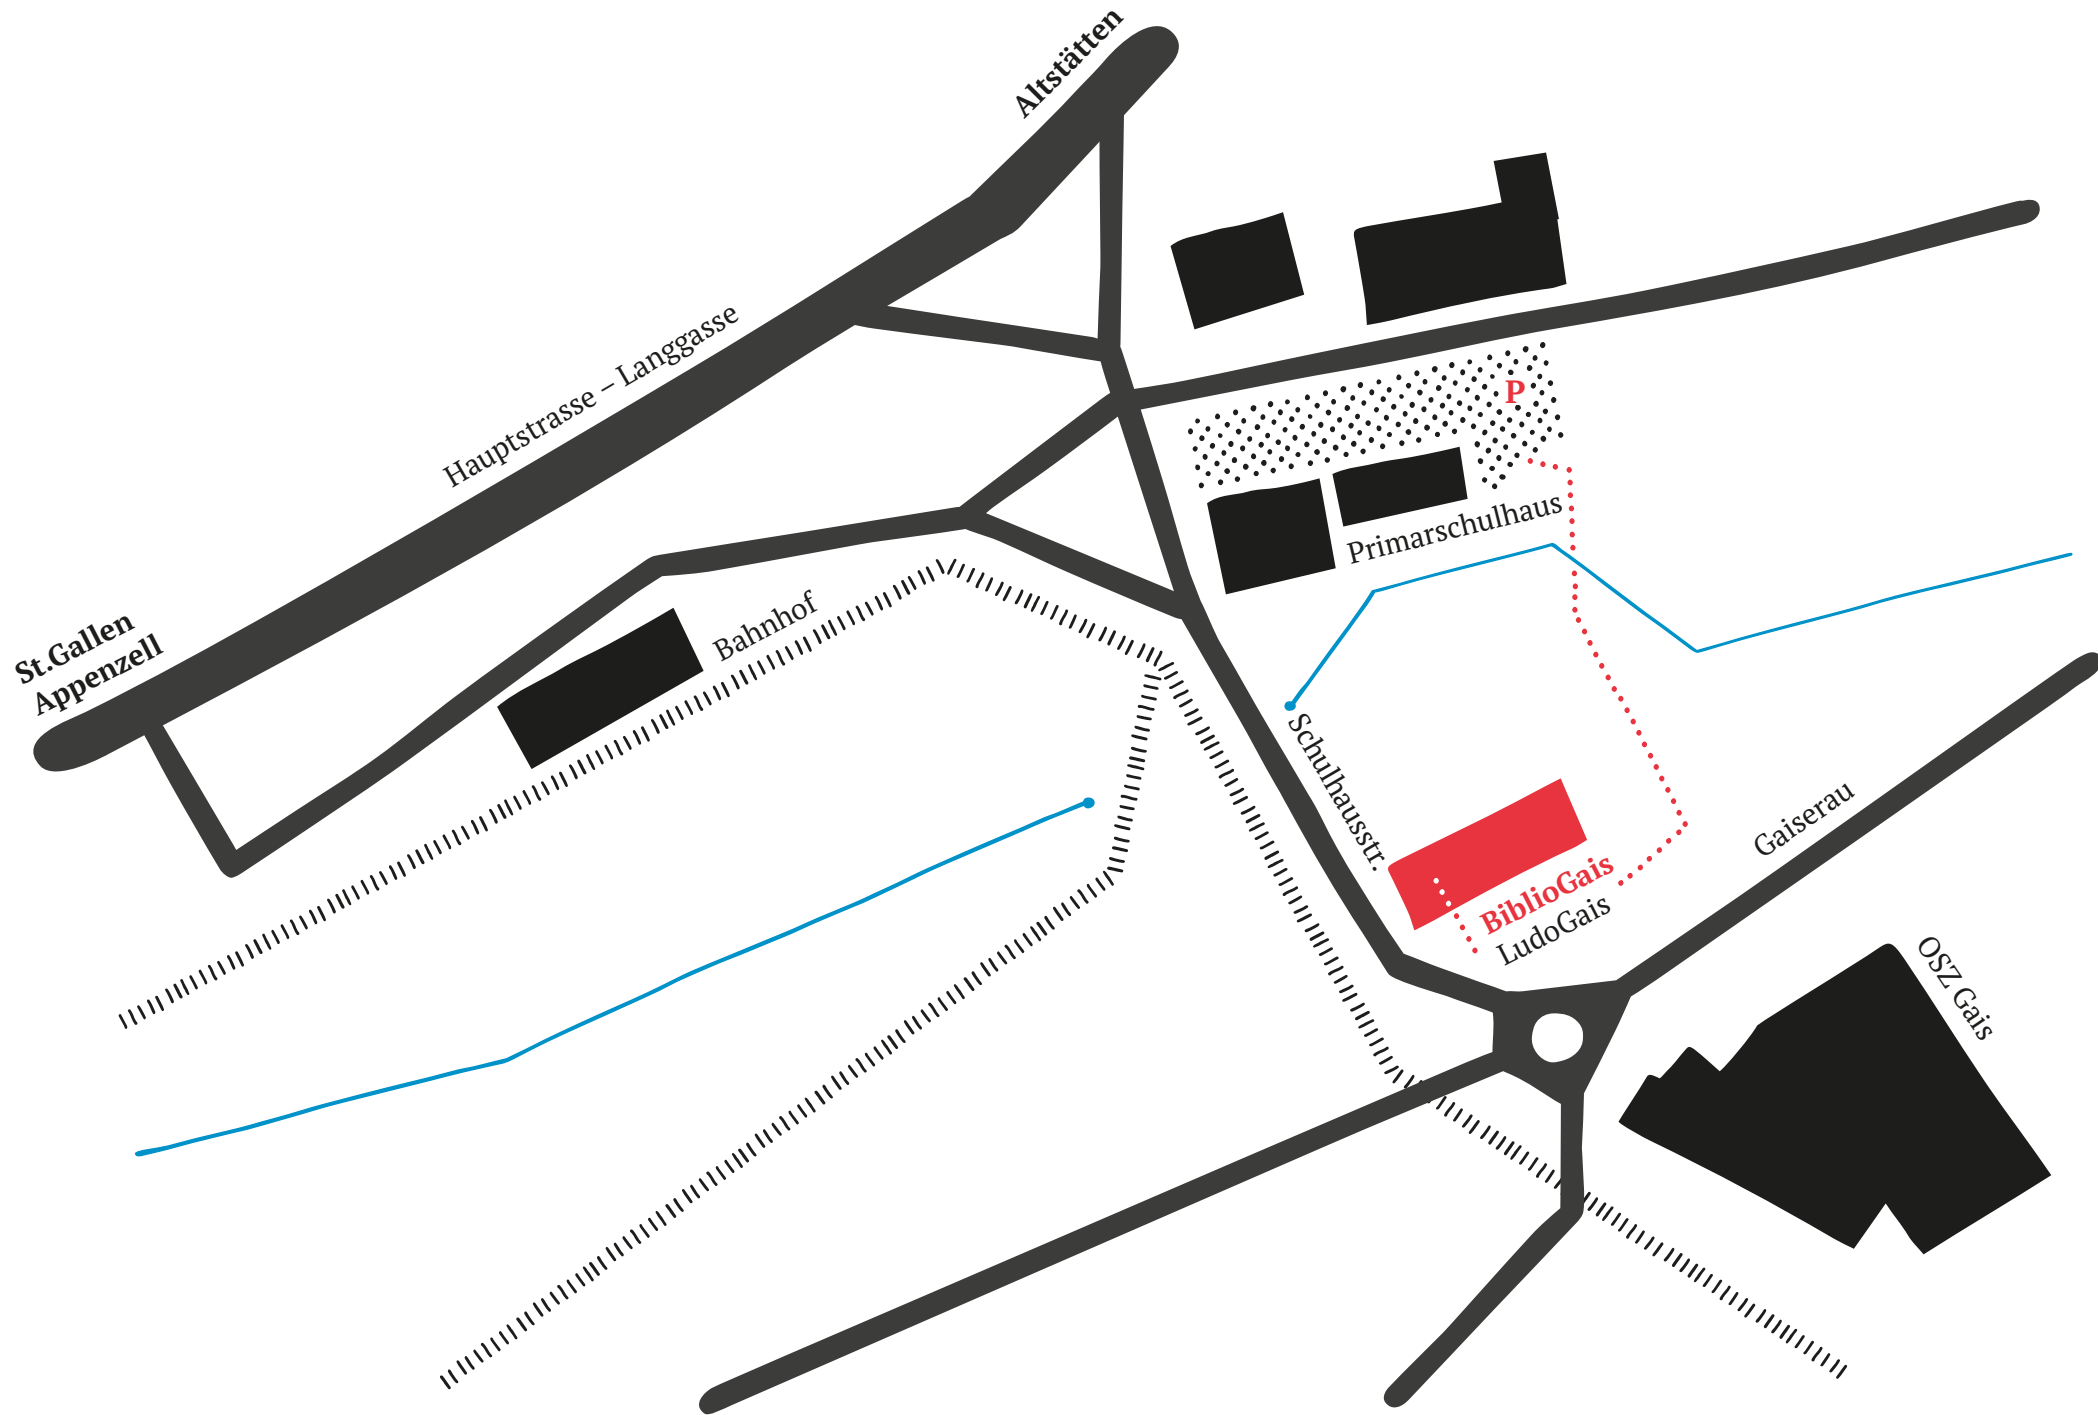 Altstätten
Hauptstrasse – Langgasse
P
Primarschulhaus
Bahnhof
St.Gallen
Appenzell
Schulhausstr.
Gaiserau
BiblioGais
LudoGais
OSZ Gais